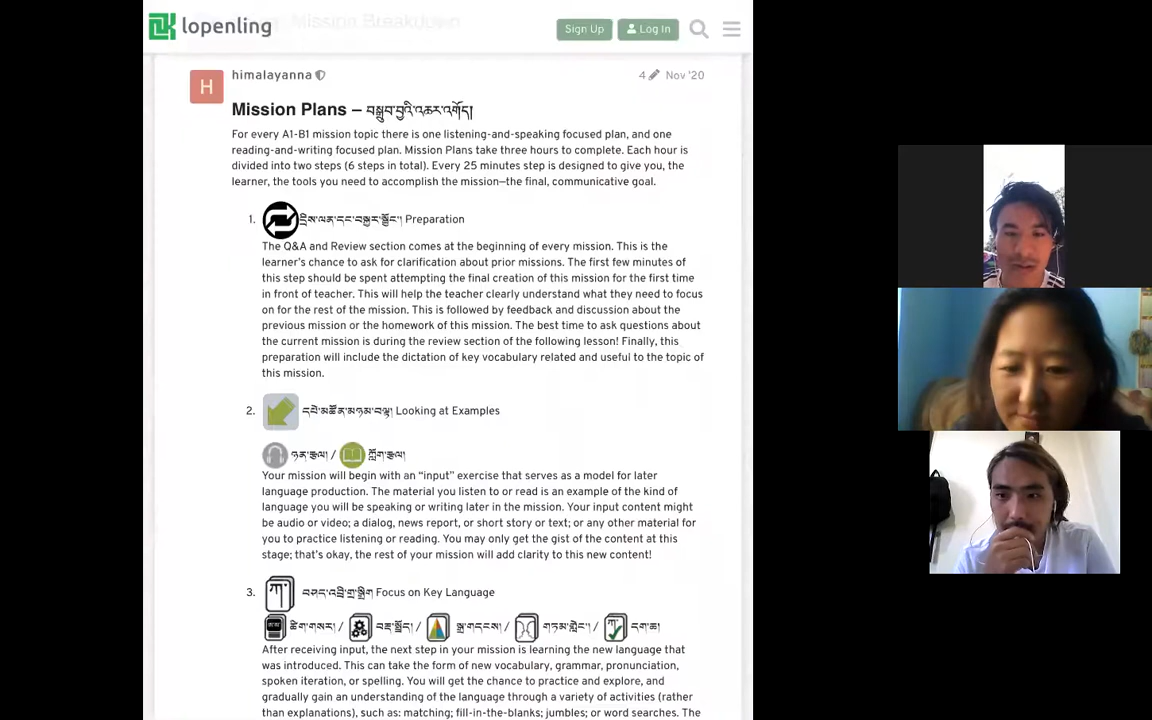 Mission Breakdown
lopenling
Sign Up
Log In
H
himalayanna
4
Nov '20
Mission Plans – བསྒྲུབ་བྱའི་འཆར་འགོད།
For every A1-B1 mission topic there is one listening-and-speaking focused plan, and one
reading-and-writing focused plan. Mission Plans take three hours to complete. Each hour is
divided into two steps (6 steps in total). Every 25 minutes step is designed to give you, the
learner, the tools you need to accomplish the mission—the final, communicative goal.
1. དྲིས་ལན་དང་བསྐྱར་སྦྱོང་། Preparation
The Q&A and Review section comes at the beginning of every mission. This is the
learner's chance to ask for clarification about prior missions. The first few minutes of
this step should be spent attempting the final creation of this mission for the first time
in front of teacher. This will help the teacher clearly understand what they need to focus
on for the rest of the mission. This is followed by feedback and discussion about the
previous mission or the homework of this mission. The best time to ask questions about
the current mission is during the review section of the following lesson! Finally, this
preparation will include the dictation of key vocabulary related and useful to the topic of
this mission.
2. དཔེ་མཚོན་མཉམ་བལྟ། Looking at Examples
ཉན་རྩལ། / ཀློག་རྩལ།
Your mission will begin with an “input” exercise that serves as a model for later
language production. The material you listen to or read is an example of the kind of
language you will be speaking or writing later in the mission. Your input content might
be audio or video; a dialog, news report, or short story or text; or any other material for
you to practice listening or reading. You may only get the gist of the content at this
stage; that's okay, the rest of your mission will add clarity to this new content!
3. བཤད་འབྲི་གྲ་སྒྲིག Focus on Key Language
ཚིག་གསར། / བརྡ་སྤྲོད། / སྒྲ་གདངས། / གཏམ་གླེང་། / དག་ཆ།
After receiving input, the next step in your mission is learning the new language that
was introduced. This can take the form of new vocabulary, grammar, pronunciation,
spoken iteration, or spelling. You will get the chance to practice and explore, and
gradually gain an understanding of the language through a variety of activities (rather
than explanations), such as: matching; fill-in-the-blanks; jumbles; or word searches. The